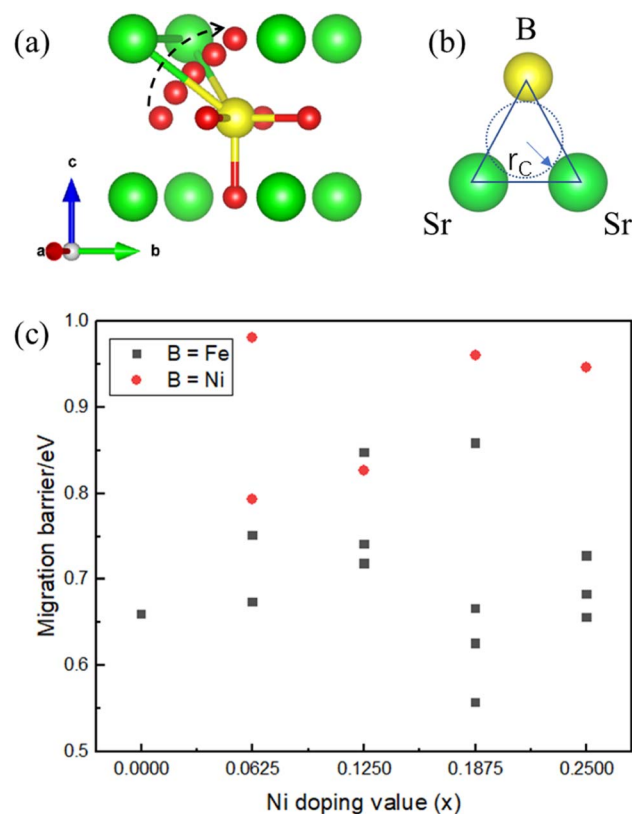 (a)
c
a
b
(b)
B
r_C
Sr
Sr
(c)
1.0
0.9
0.8
0.7
0.6
0.5
Migration barrier/eV
B = Fe
B = Ni
0.0000 0.0625 0.1250 0.1875 0.2500
Ni doping value (x)